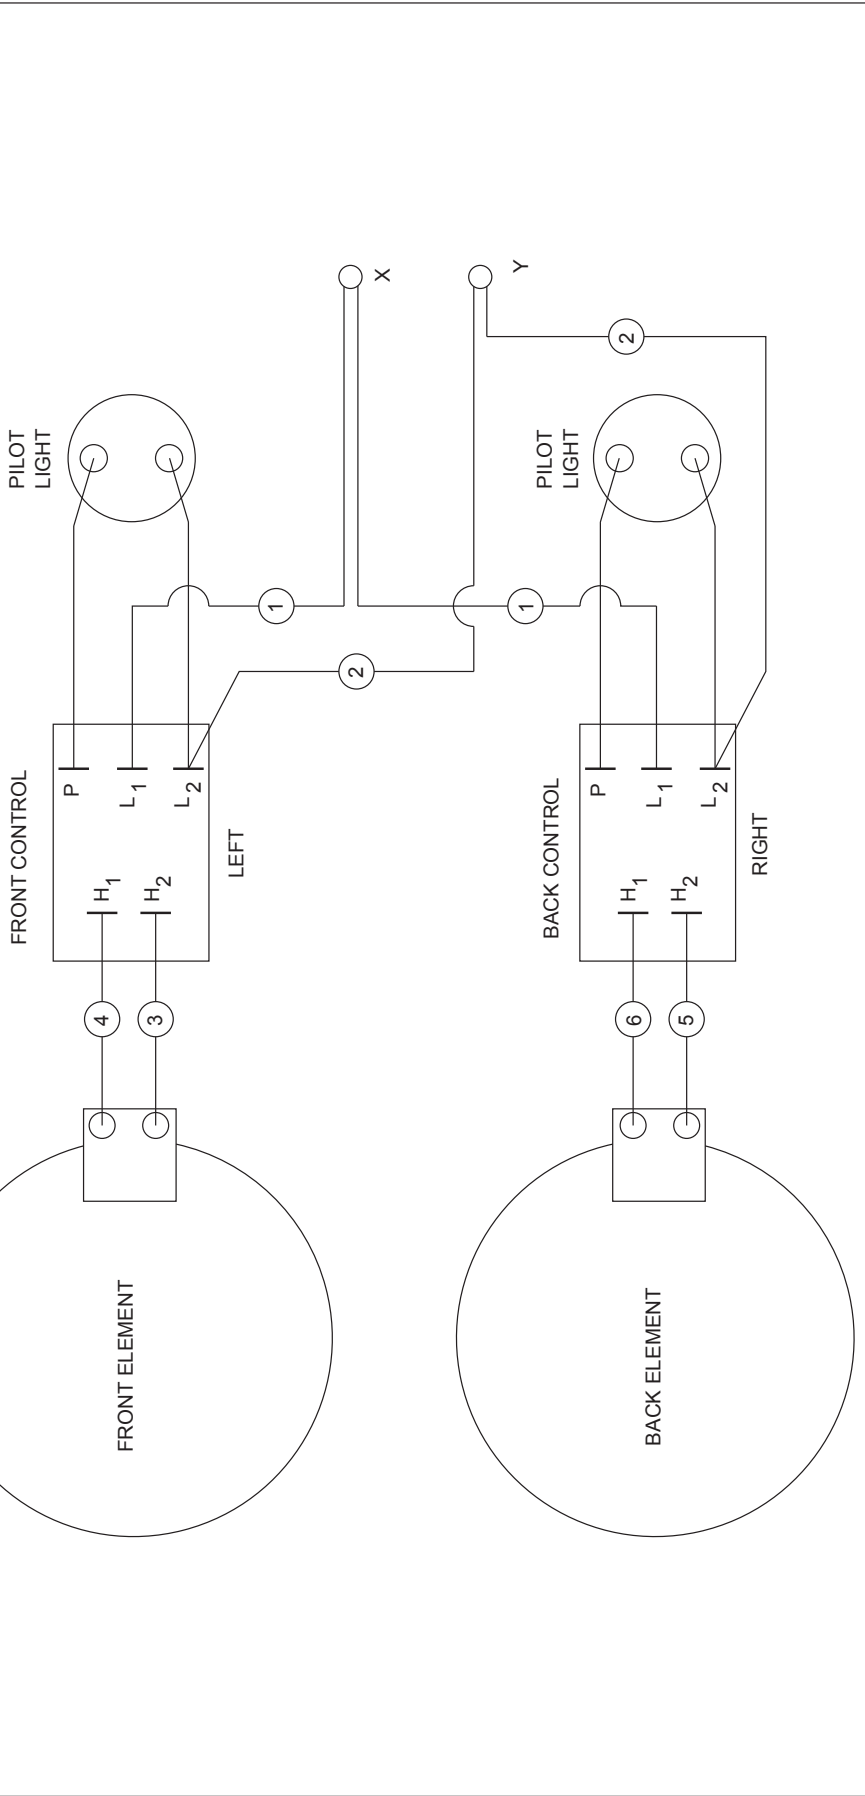 FRONT CONTROL
PILOT
LIGHT
P
4
H1
FRONT ELEMENT
L1
3
H2
L2
LEFT
1
2
X
Y
1
BACK CONTROL
PILOT
LIGHT
P
2
6
H1
BACK ELEMENT
L1
5
H2
L2
RIGHT